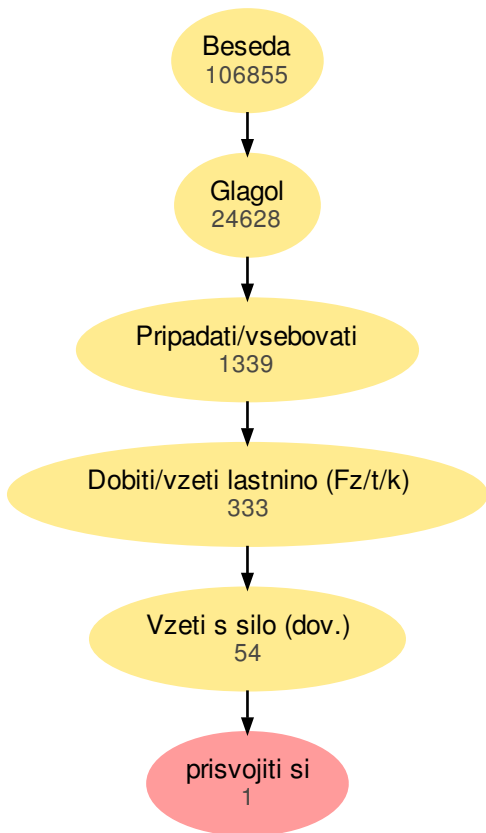 Beseda
106855
Glagol
24628
Pripadati/vsebovati
1339
Dobiti/vzeti lastnino (Fz/t/k)
333
Vzeti s silo (dov.)
54
prisvojiti si
1